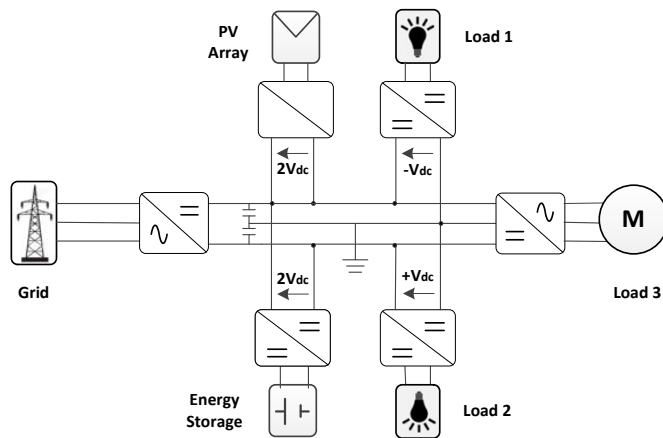 PV
Array
Load 1
2Vdc
-Vdc
M
Grid
Load 3
2Vdc
+Vdc
Energy
Storage
Load 2